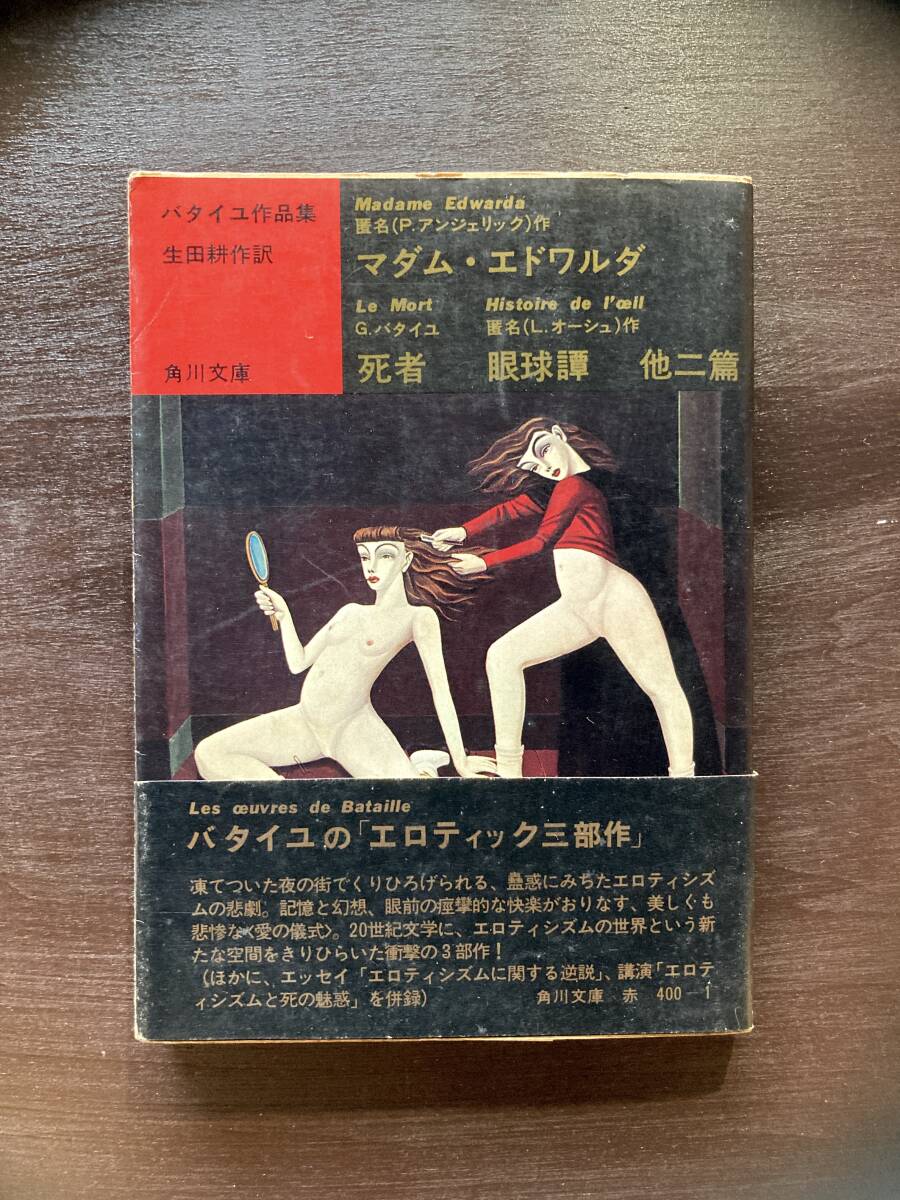 バタイユ作品集
生田耕作訳
角川文庫
Madame Edwarda
匿名(P.アンジェリック)作
マダム・エドワルダ
Le Mort
G.バタイユ
死者
Histoire de l'œil
匿名(L.オーシュ)作
眼球譚
他二篇
Les œuvres de Bataille
バタイユの「エロティック三部作」
凍てついた夜の街でくりひろげられる、蠱惑にみちたエロティシズ
ムの悲劇。記憶と幻想、眼前の痙攣的な快楽がおりなす、美しくも
悲惨な〈愛の儀式〉。20世紀文学に、エロティシズムの世界という新
たな空間をきりひらいた衝撃の3部作！
(ほかに、エッセイ「エロティシズムに関する逆説」、講演「エロテ
ィシズムと死の魅惑」を併録)
角川文庫 赤 400—1